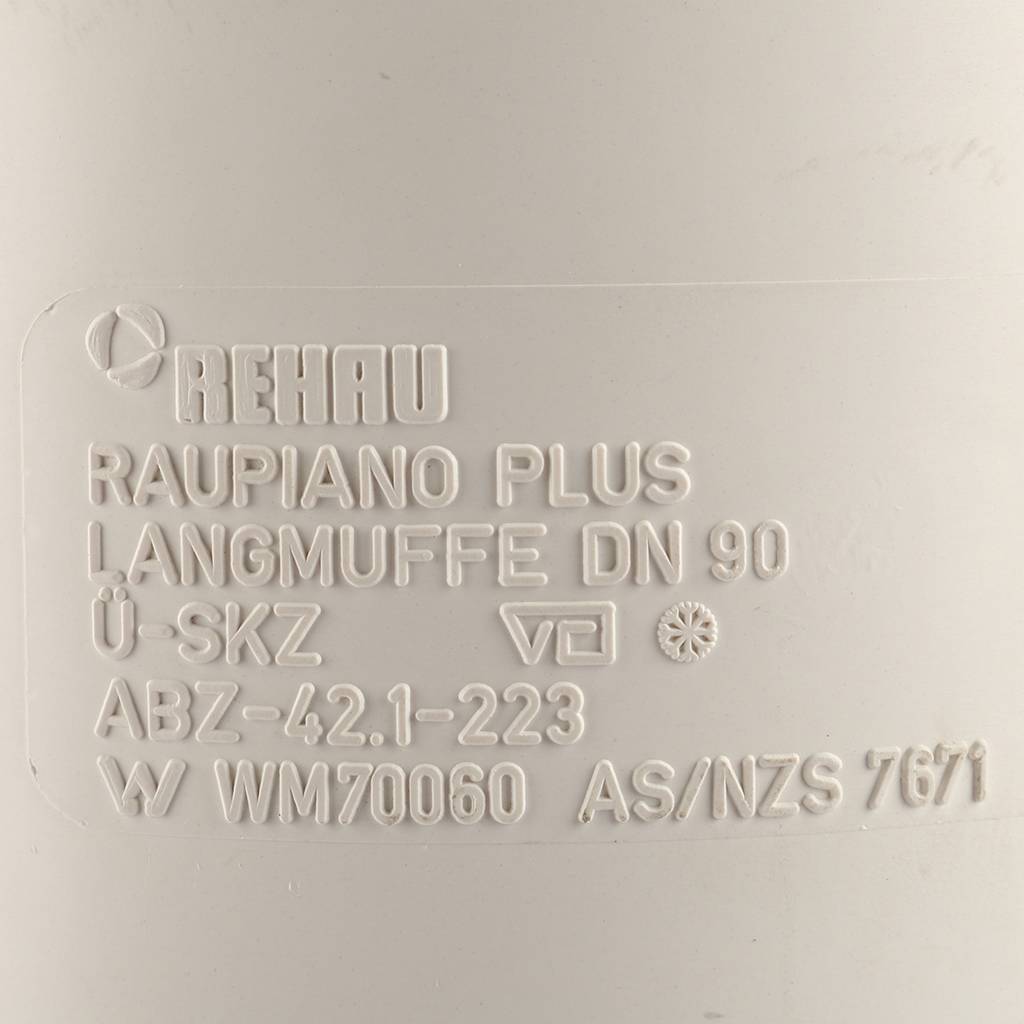 REHAU
RAUPIANO PLUS
LANGMUFFE DN 90
Ü-SKZ
ABZ-42.1-223
W WM70060 AS/NZS 7671